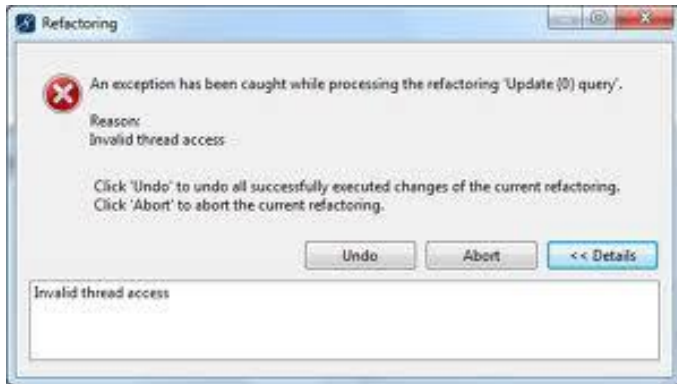 Refactoring
An exception has been caught while processing the refactoring 'Update {0} query'.
Reason:
Invalid thread access
Click 'Undo' to undo all successfully executed changes of the current refactoring.
Click 'Abort' to abort the current refactoring.
Undo
Abort
<< Details
Invalid thread access